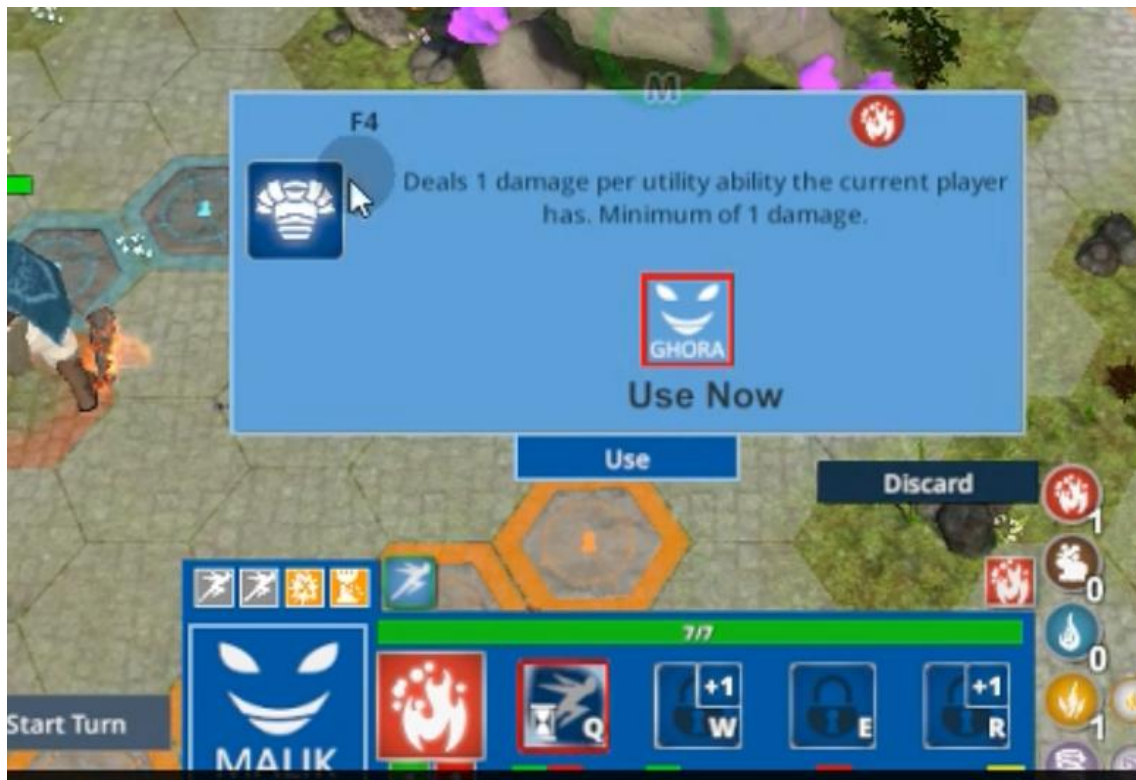 M
F4
Deals 1 damage per utility ability the current player
has. Minimum of 1 damage.
GHORA
Use Now
Use
Discard
1
0
7/7
0
+1
+1
Q
W
E
R
1
Start Turn
MALIK